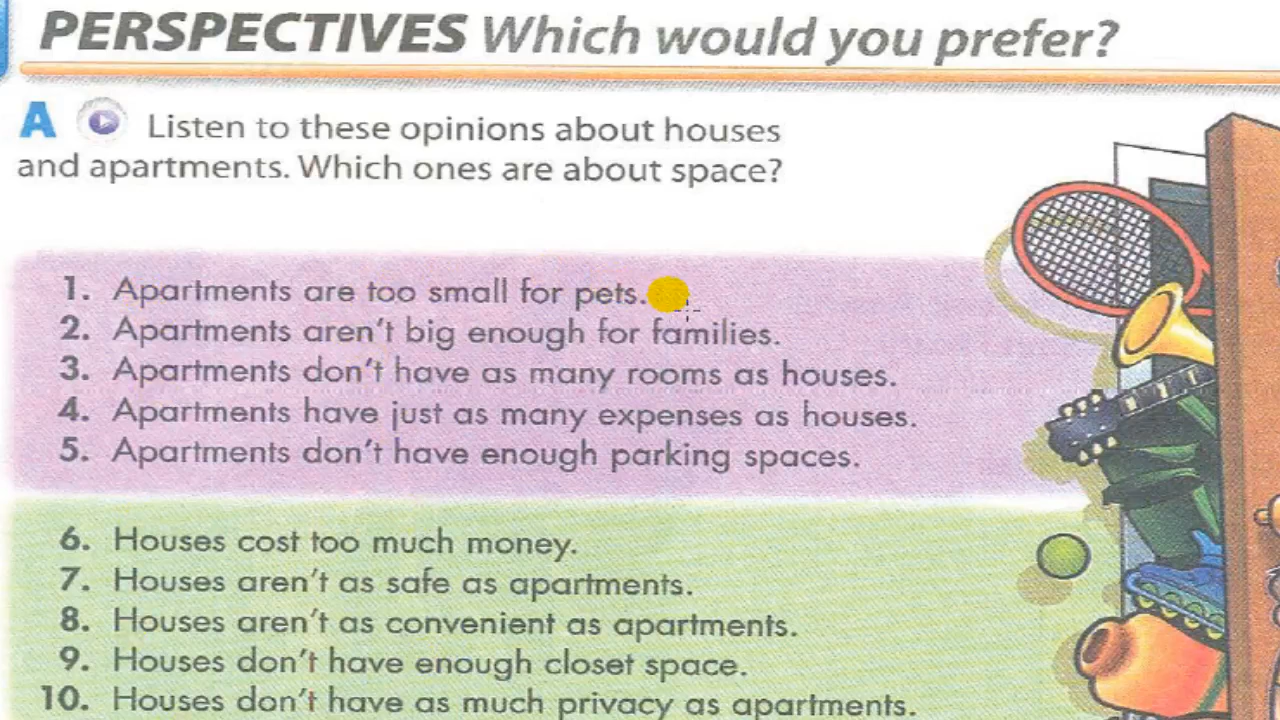 PERSPECTIVES Which would you prefer?
A Listen to these opinions about houses
and apartments. Which ones are about space?
1. Apartments are too small for pets.
2. Apartments aren't big enough for families.
3. Apartments don't have as many rooms as houses.
4. Apartments have just as many expenses as houses.
5. Apartments don't have enough parking spaces.
6. Houses cost too much money.
7. Houses aren't as safe as apartments.
8. Houses aren't as convenient as apartments.
9. Houses don't have enough closet space.
10. Houses don't have as much privacy as apartments.